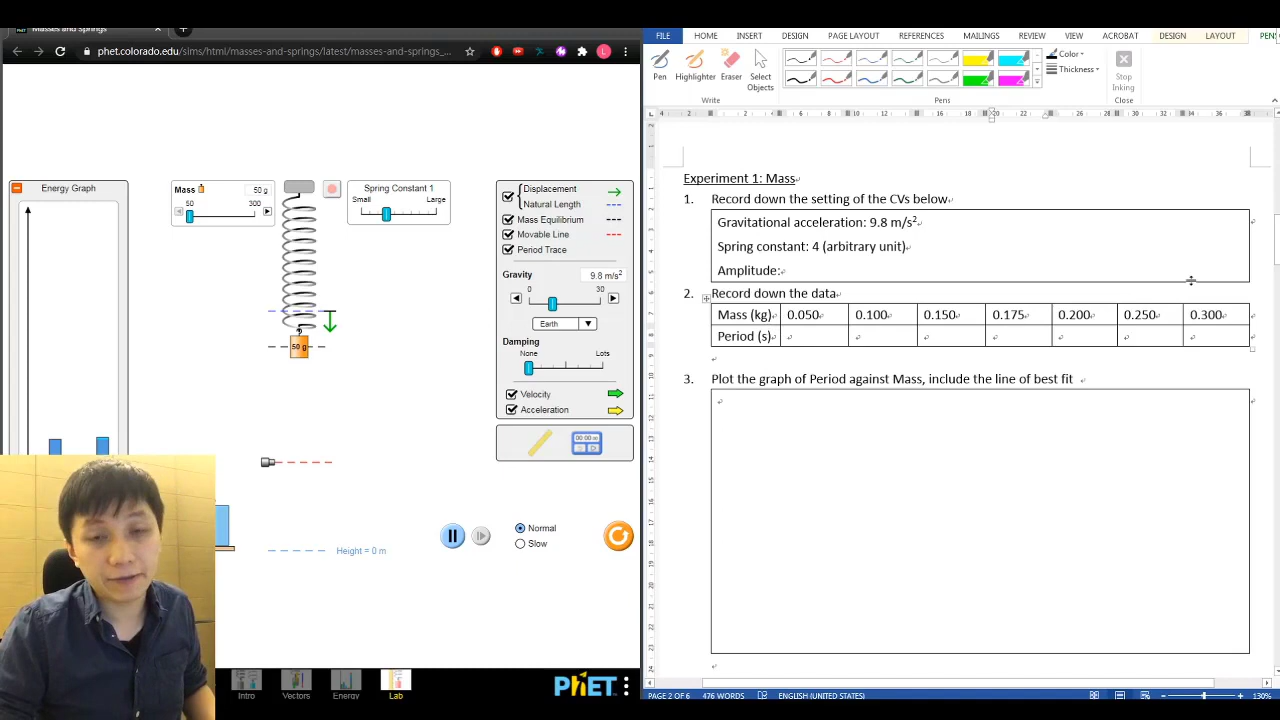 Masses and Springs
phet.colorado.edu/sims/html/masses-and-springs/latest/masses-and-springs_...
L
Energy Graph
Mass 50 g
50 300
Spring Constant 1
Small Large
50 g
Height = 0 m
Displacement
Natural Length
Mass Equilibrium
Movable Line
Period Trace
Gravity 9.8 m/s²
0 30
Earth
Damping
None Lots
Velocity
Acceleration
Normal
Slow
Intro Vectors Energy Lab
PhET
FILE HOME INSERT DESIGN PAGE LAYOUT REFERENCES MAILINGS REVIEW VIEW ACROBAT DESIGN LAYOUT PENS
Pen Highlighter Eraser Select Objects
Color
Thickness
Stop Inking
Write Pens Close
Experiment 1: Mass
1. Record down the setting of the CVs below
Gravitational acceleration: 9.8 m/s²
Spring constant: 4 (arbitrary unit)
Amplitude:
2. Record down the data
Mass (kg) 0.050 0.100 0.150 0.175 0.200 0.250 0.300
Period (s)
3. Plot the graph of Period against Mass, include the line of best fit
PAGE 2 OF 6 476 WORDS ENGLISH (UNITED STATES) 130%